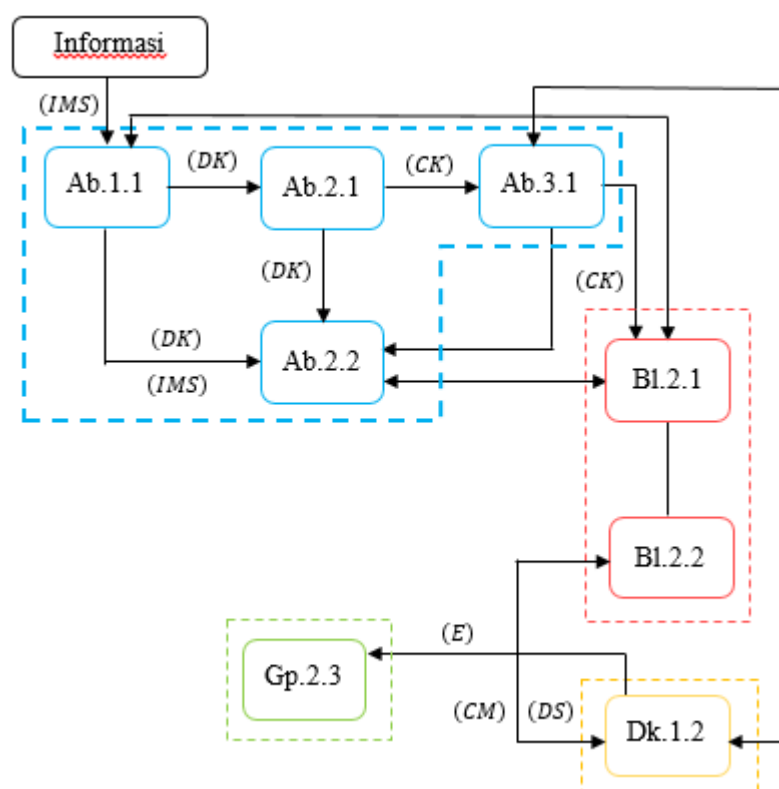 Informasi
(IMS)
Ab.1.1
(DK)
Ab.2.1
(CK)
Ab.3.1
(DK)
(CK)
(DK)
(IMS)
Ab.2.2
Bl.2.1
Bl.2.2
(E)
Gp.2.3
(CM)
(DS)
Dk.1.2